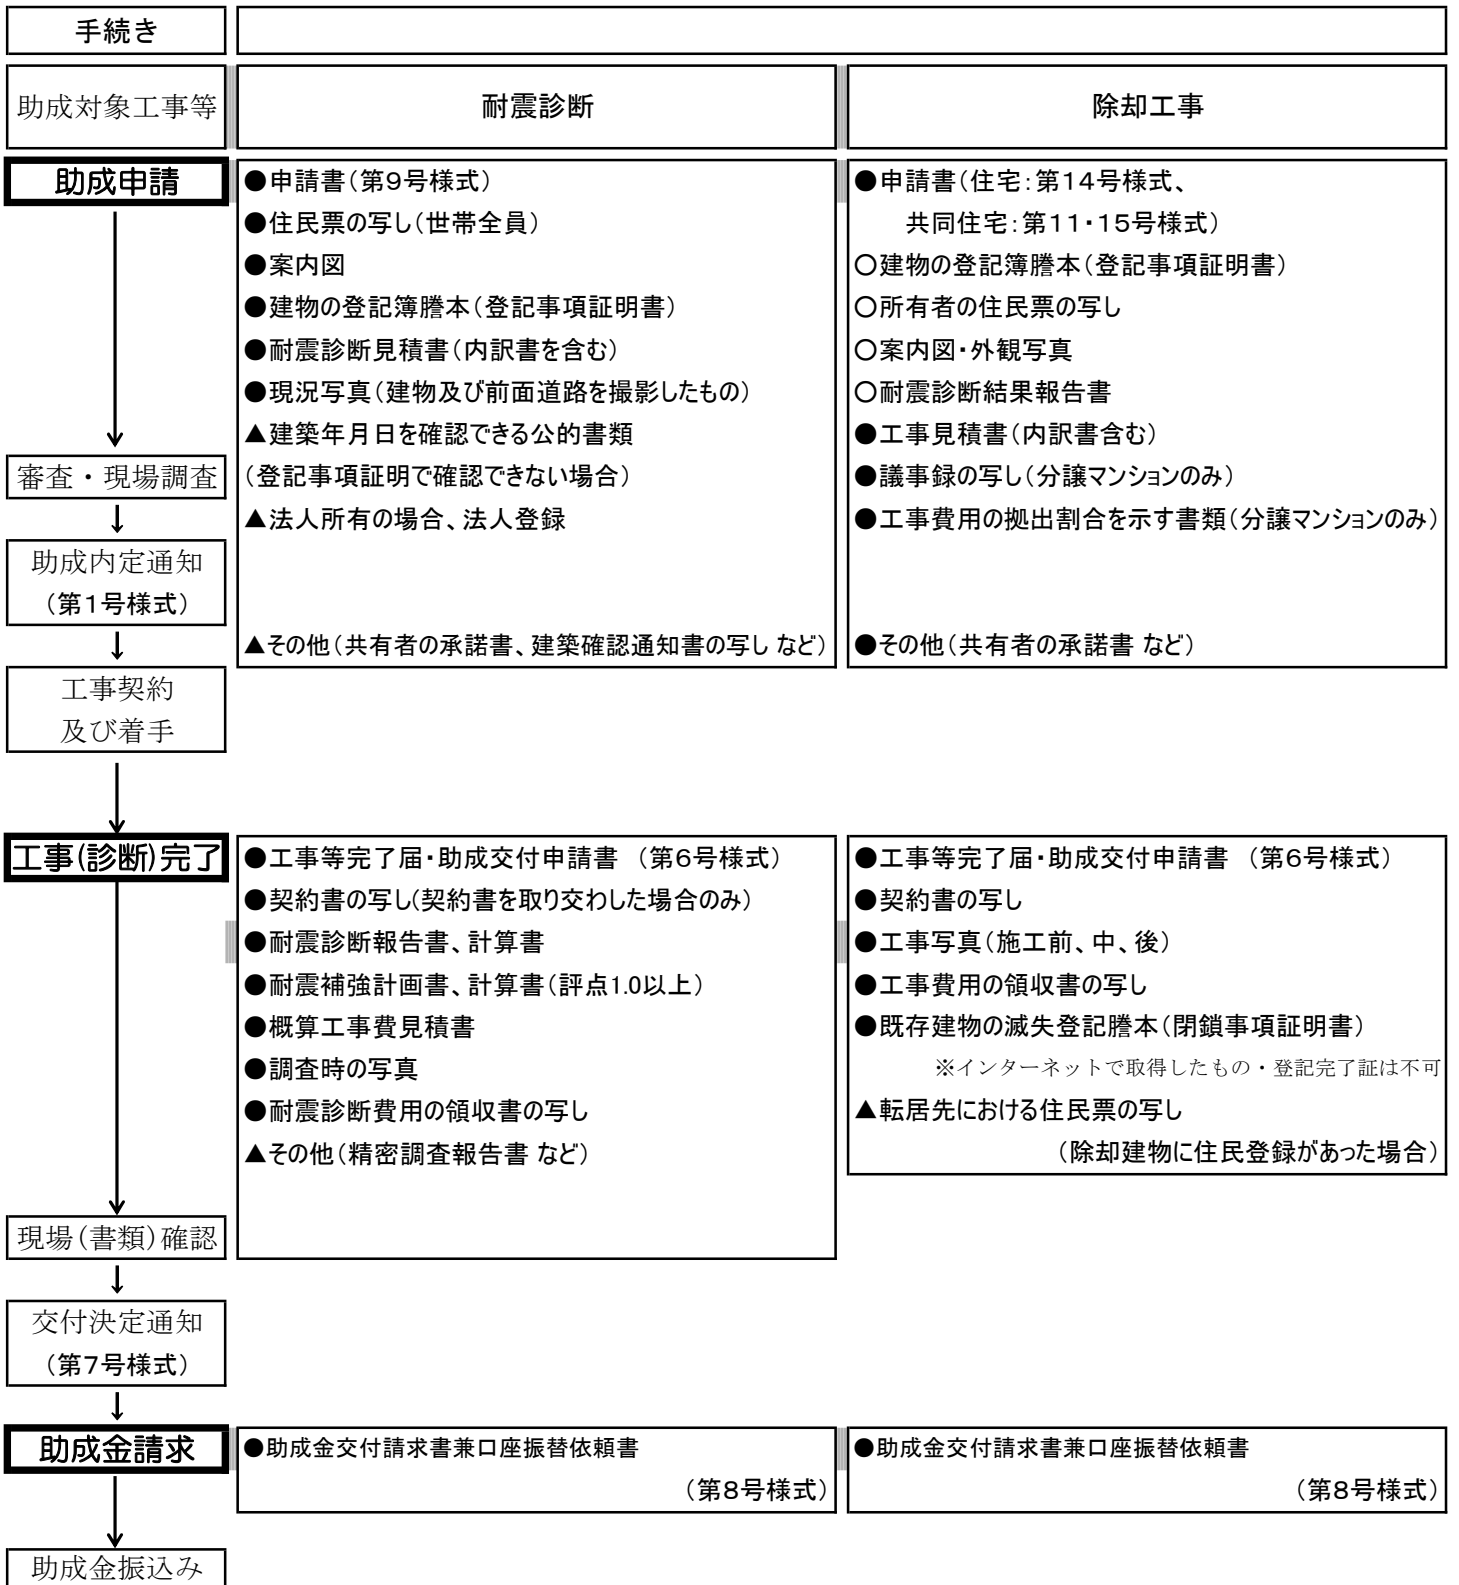 手続き
助成対象工事等
耐震診断
除却工事
助成申請
●申請書（第９号様式）
●住民票の写し（世帯全員）
●案内図
●建物の登記簿謄本（登記事項証明書）
●耐震診断見積書（内訳書を含む）
●現況写真（建物及び前面道路を撮影したもの）
▲建築年月日を確認できる公的書類
（登記事項証明で確認できない場合）
▲法人所有の場合、法人登録
▲その他（共有者の承諾書、建築確認通知書の写し など）
●申請書（住宅：第１４号様式、
共同住宅：第１１・１５号様式）
○建物の登記簿謄本（登記事項証明書）
○所有者の住民票の写し
○案内図・外観写真
○耐震診断結果報告書
●工事見積書（内訳書含む）
●議事録の写し（分譲マンションのみ）
●工事費用の拠出割合を示す書類（分譲マンションのみ）
●その他（共有者の承諾書 など）
審査・現場調査
助成内定通知
（第１号様式）
工事契約
及び着手
工事(診断)完了
●工事等完了届・助成交付申請書 （第６号様式）
●契約書の写し(契約書を取り交わした場合のみ）
●耐震診断報告書、計算書
●耐震補強計画書、計算書（評点1.0以上）
●概算工事費見積書
●調査時の写真
●耐震診断費用の領収書の写し
▲その他（精密調査報告書 など）
●工事等完了届・助成交付申請書 （第６号様式）
●契約書の写し
●工事写真（施工前、中、後）
●工事費用の領収書の写し
●既存建物の滅失登記謄本（閉鎖事項証明書）
※インターネットで取得したもの・登記完了証は不可
▲転居先における住民票の写し
（除却建物に住民登録があった場合）
現場（書類）確認
交付決定通知
（第７号様式）
助成金請求
●助成金交付請求書兼口座振替依頼書
（第８号様式）
●助成金交付請求書兼口座振替依頼書
（第８号様式）
助成金振込み